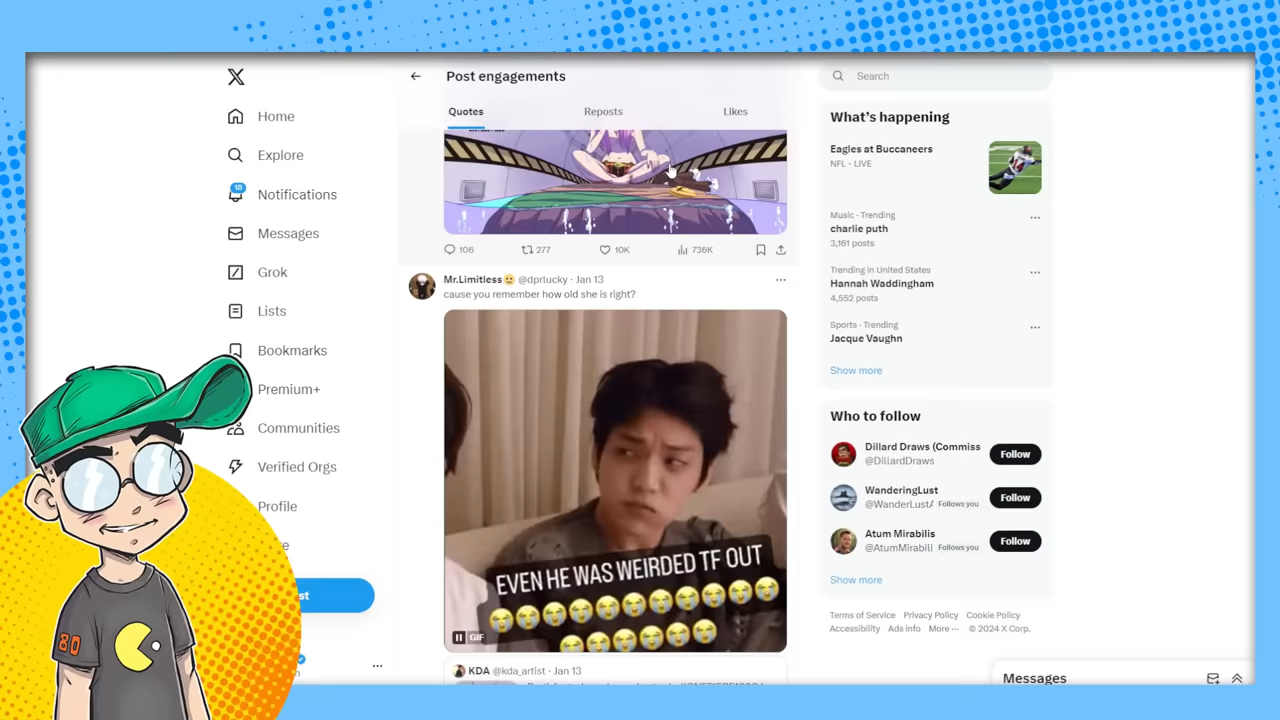 Post engagements
Search
Quotes
Reposts
Likes
Home
Explore
18
Notifications
Messages
Grok
Lists
Bookmarks
Premium+
Communities
Verified Orgs
Profile
106
277
10K
736K
Mr.Limitless @dprlucky · Jan 13
cause you remember how old she is right?
EVEN HE WAS WEIRDED TF OUT
GIF
KDA @kda_artist · Jan 13
What's happening
Eagles at Buccaneers
NFL · LIVE
Music · Trending
charlie puth
3,161 posts
Trending in United States
Hannah Waddingham
4,552 posts
Sports · Trending
Jacque Vaughn
Show more
Who to follow
Dillard Draws (Commiss
@DillardDraws
Follow
WanderingLust
@WanderLustA Follows you
Follow
Atum Mirabilis
@AtumMirabili Follows you
Follow
Show more
Terms of Service Privacy Policy Cookie Policy
Accessibility Ads info More ··· © 2024 X Corp.
Messages
80